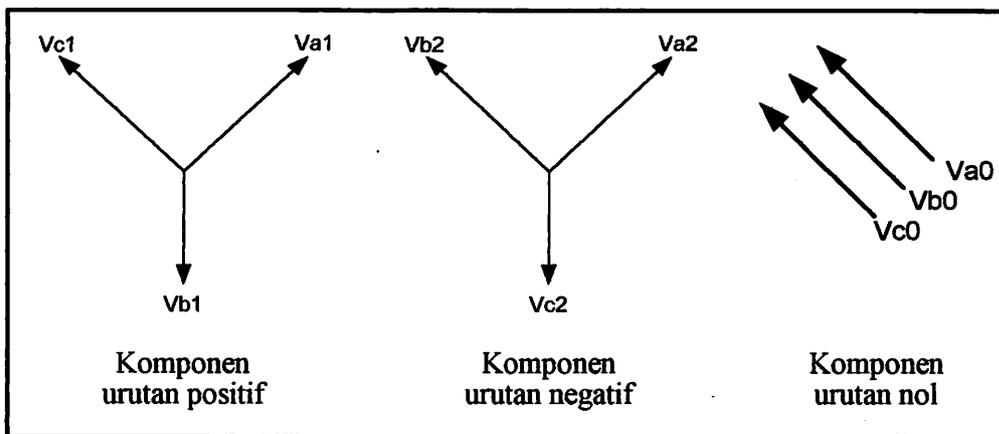 Vc1 Va1 Vb2 Va2
Va0
Vb0
Vc0
Vb1 Vc2
Komponen
urutan positif
Komponen
urutan negatif
Komponen
urutan nol